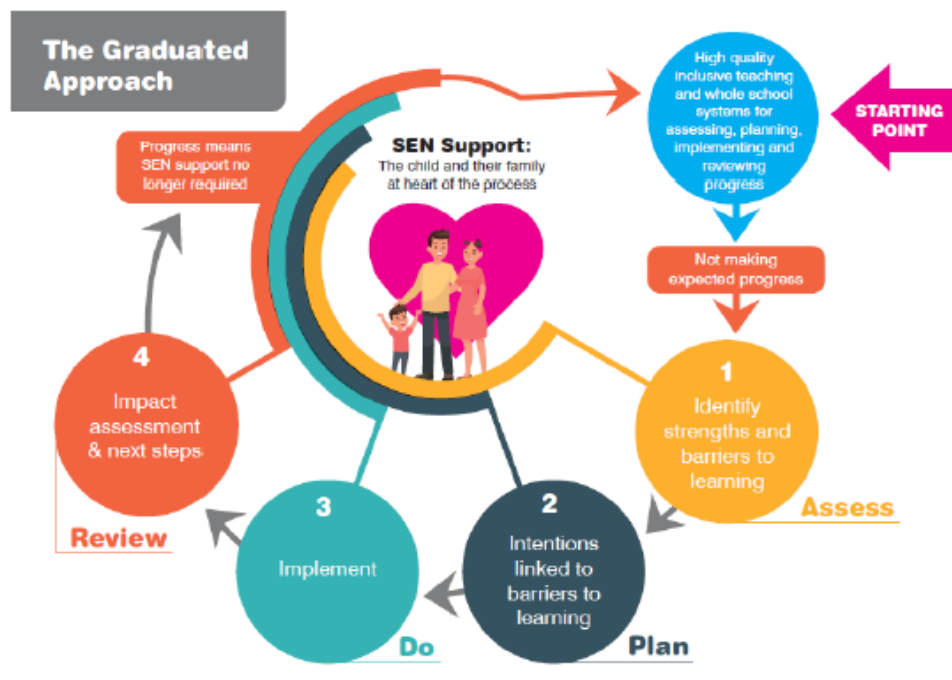 The Graduated
Approach
High quality
inclusive teaching
and whole school
systems for
assessing, planning,
implementing and
reviewing
progress
STARTING
POINT
Progress means
SEN support no
longer required
SEN Support:
The child and their family
at heart of the process
Not making
expected progress
1
Identify
strengths and
barriers to
learning
Assess
2
Intentions
linked to
barriers to
learning
Plan
3
Implement
Do
4
Impact
assessment
& next steps
Review